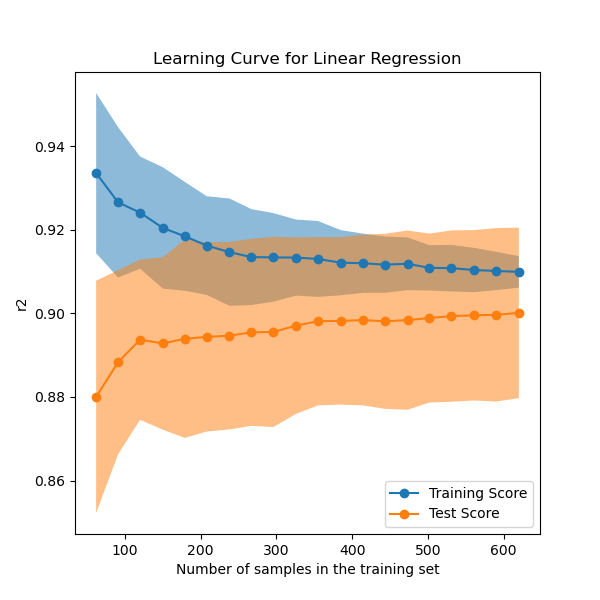 Learning Curve for Linear Regression
0.94
0.92
0.90
0.88
0.86
r2
100 200 300 400 500 600
Number of samples in the training set
Training Score
Test Score